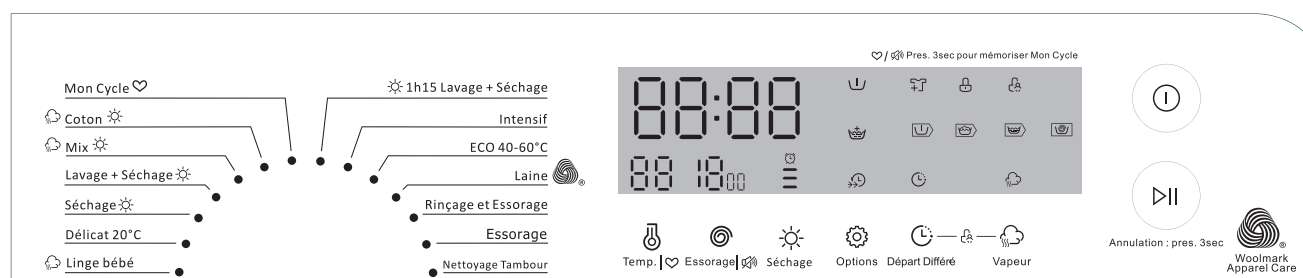 ♡/ Pres. 3sec pour mémoriser Mon Cycle
Mon Cycle ♡
Coton
Mix
Lavage + Séchage
Séchage
Délicat 20°C
Linge bébé
1h15 Lavage + Séchage
Intensif
ECO 40-60°C
Laine
Rinçage et Essorage
Essorage
Nettoyage Tambour
88:88
88 18 00
Temp. | ♡ Essorage | Séchage Options Départ Différé Vapeur
Annulation : pres. 3sec
Woolmark
Apparel Care